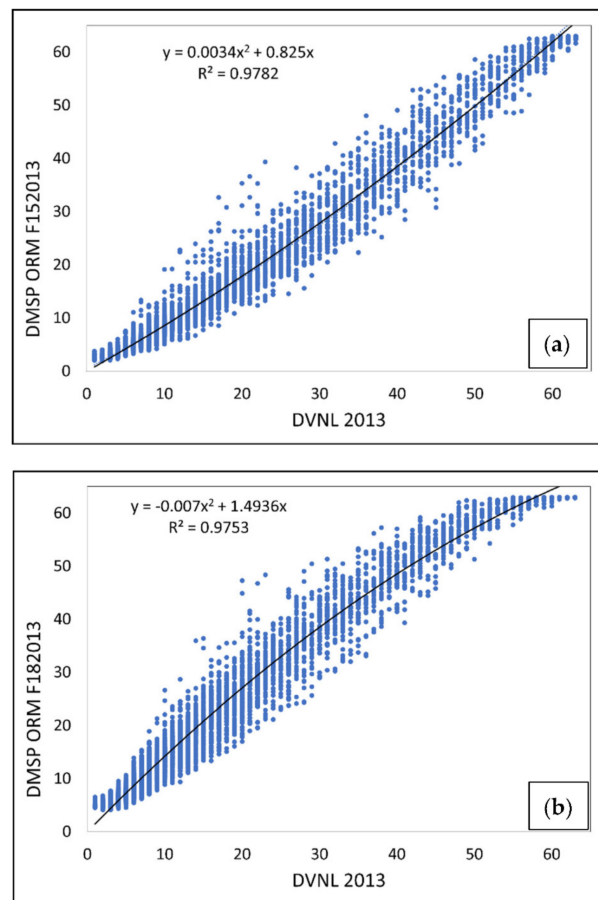 60
50
40
30
20
10
0
y = 0.0034x² + 0.825x
R² = 0.9782
DMSP ORM F152013
(a)
0 10 20 30 40 50 60
DVNL 2013
60
50
40
30
20
10
0
y = -0.007x² + 1.4936x
R² = 0.9753
DMSP ORM F182013
(b)
0 10 20 30 40 50 60
DVNL 2013